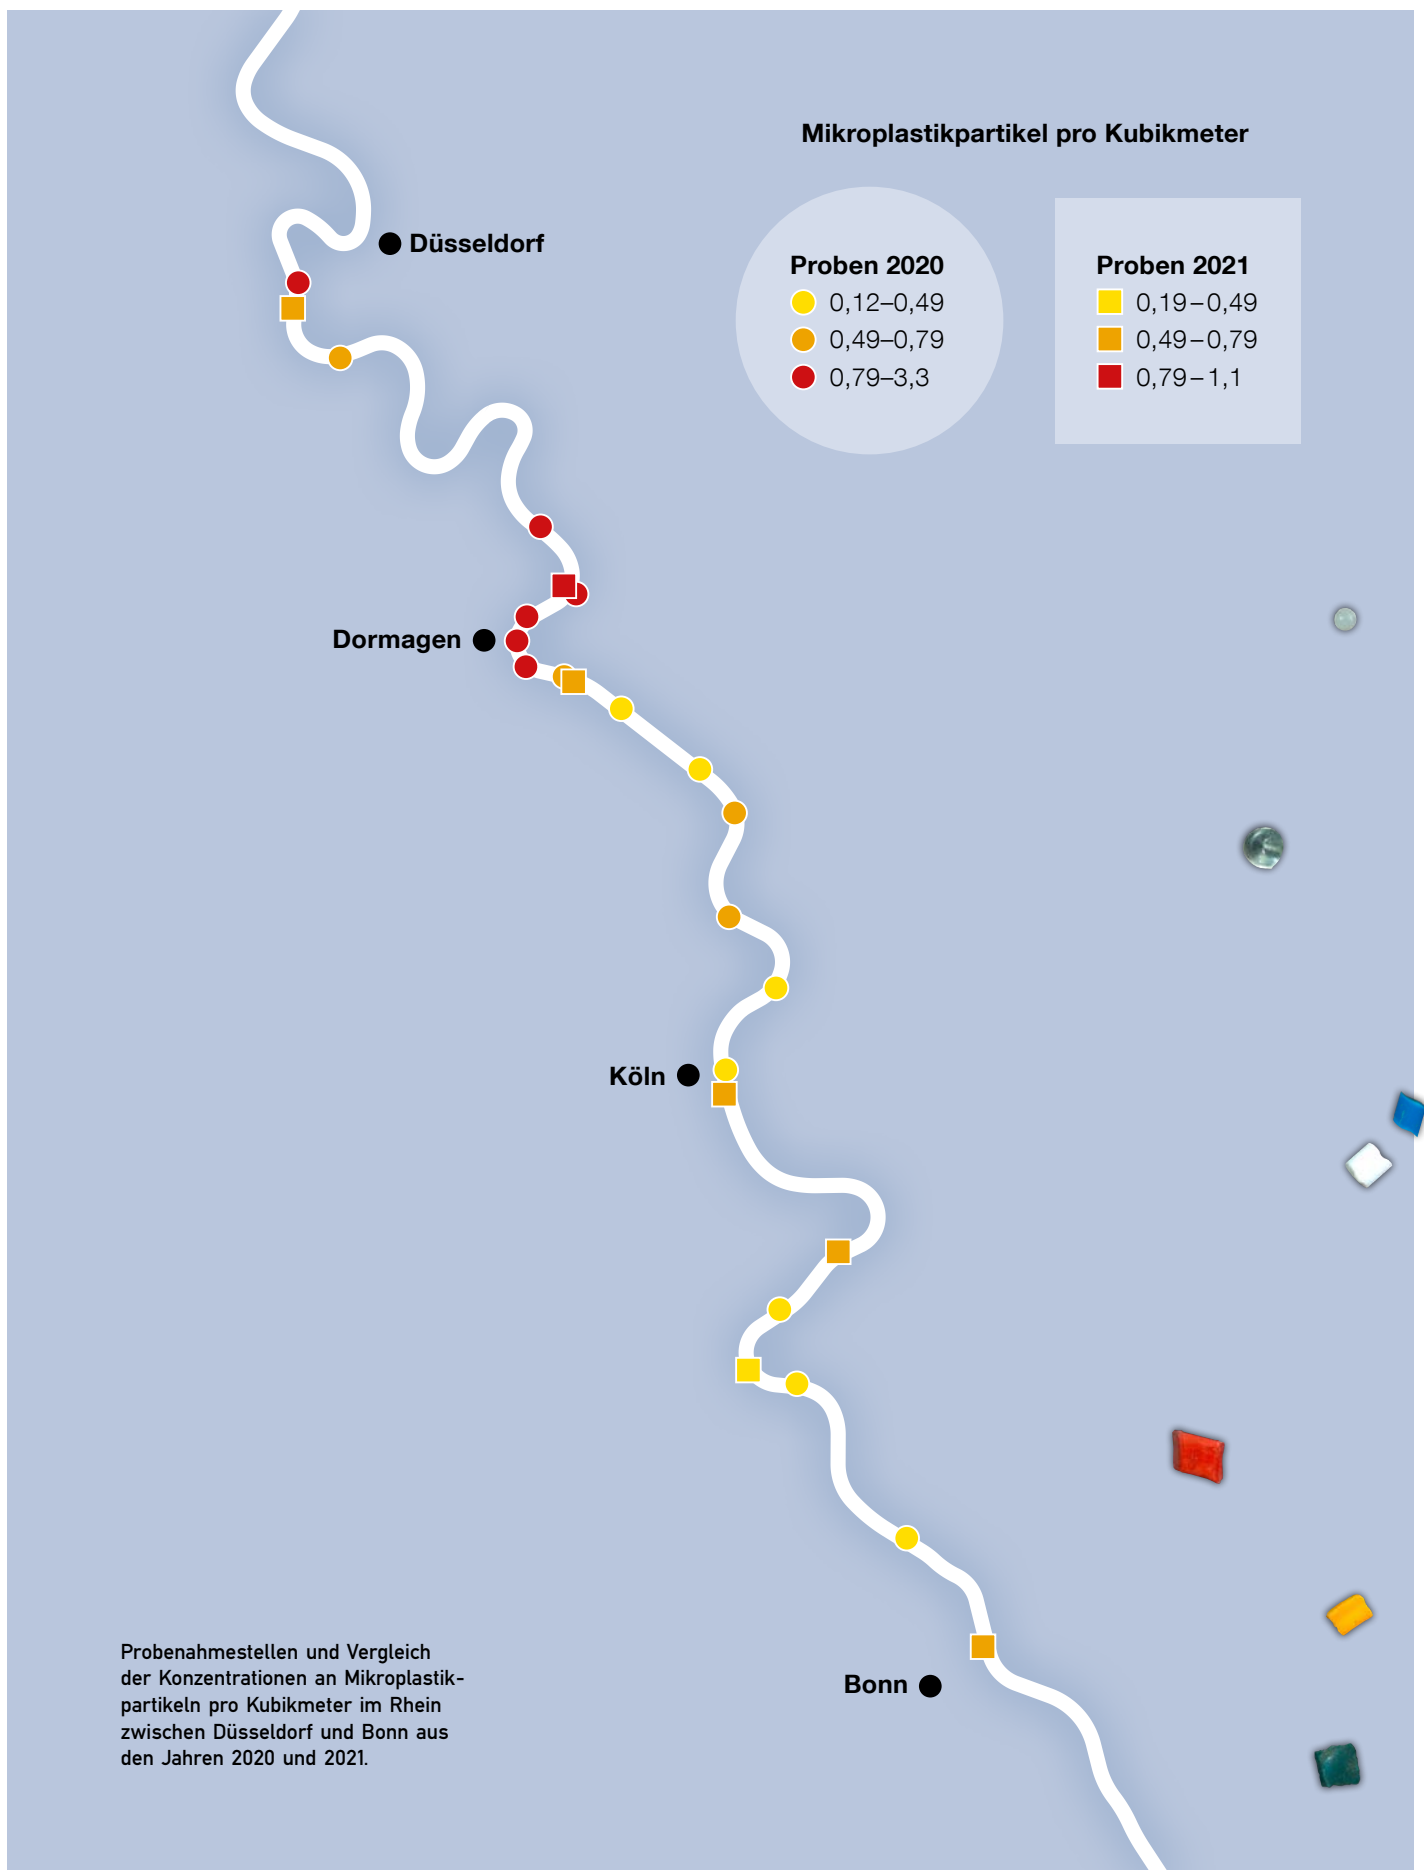 Mikroplastikpartikel pro Kubikmeter
Düsseldorf
Proben 2020
0,12–0,49
0,49–0,79
0,79–3,3
Proben 2021
0,19–0,49
0,49–0,79
0,79–1,1
Dormagen
Köln
Bonn
Probenahmestellen und Vergleich
der Konzentrationen an Mikroplastik-
partikeln pro Kubikmeter im Rhein
zwischen Düsseldorf und Bonn aus
den Jahren 2020 und 2021.